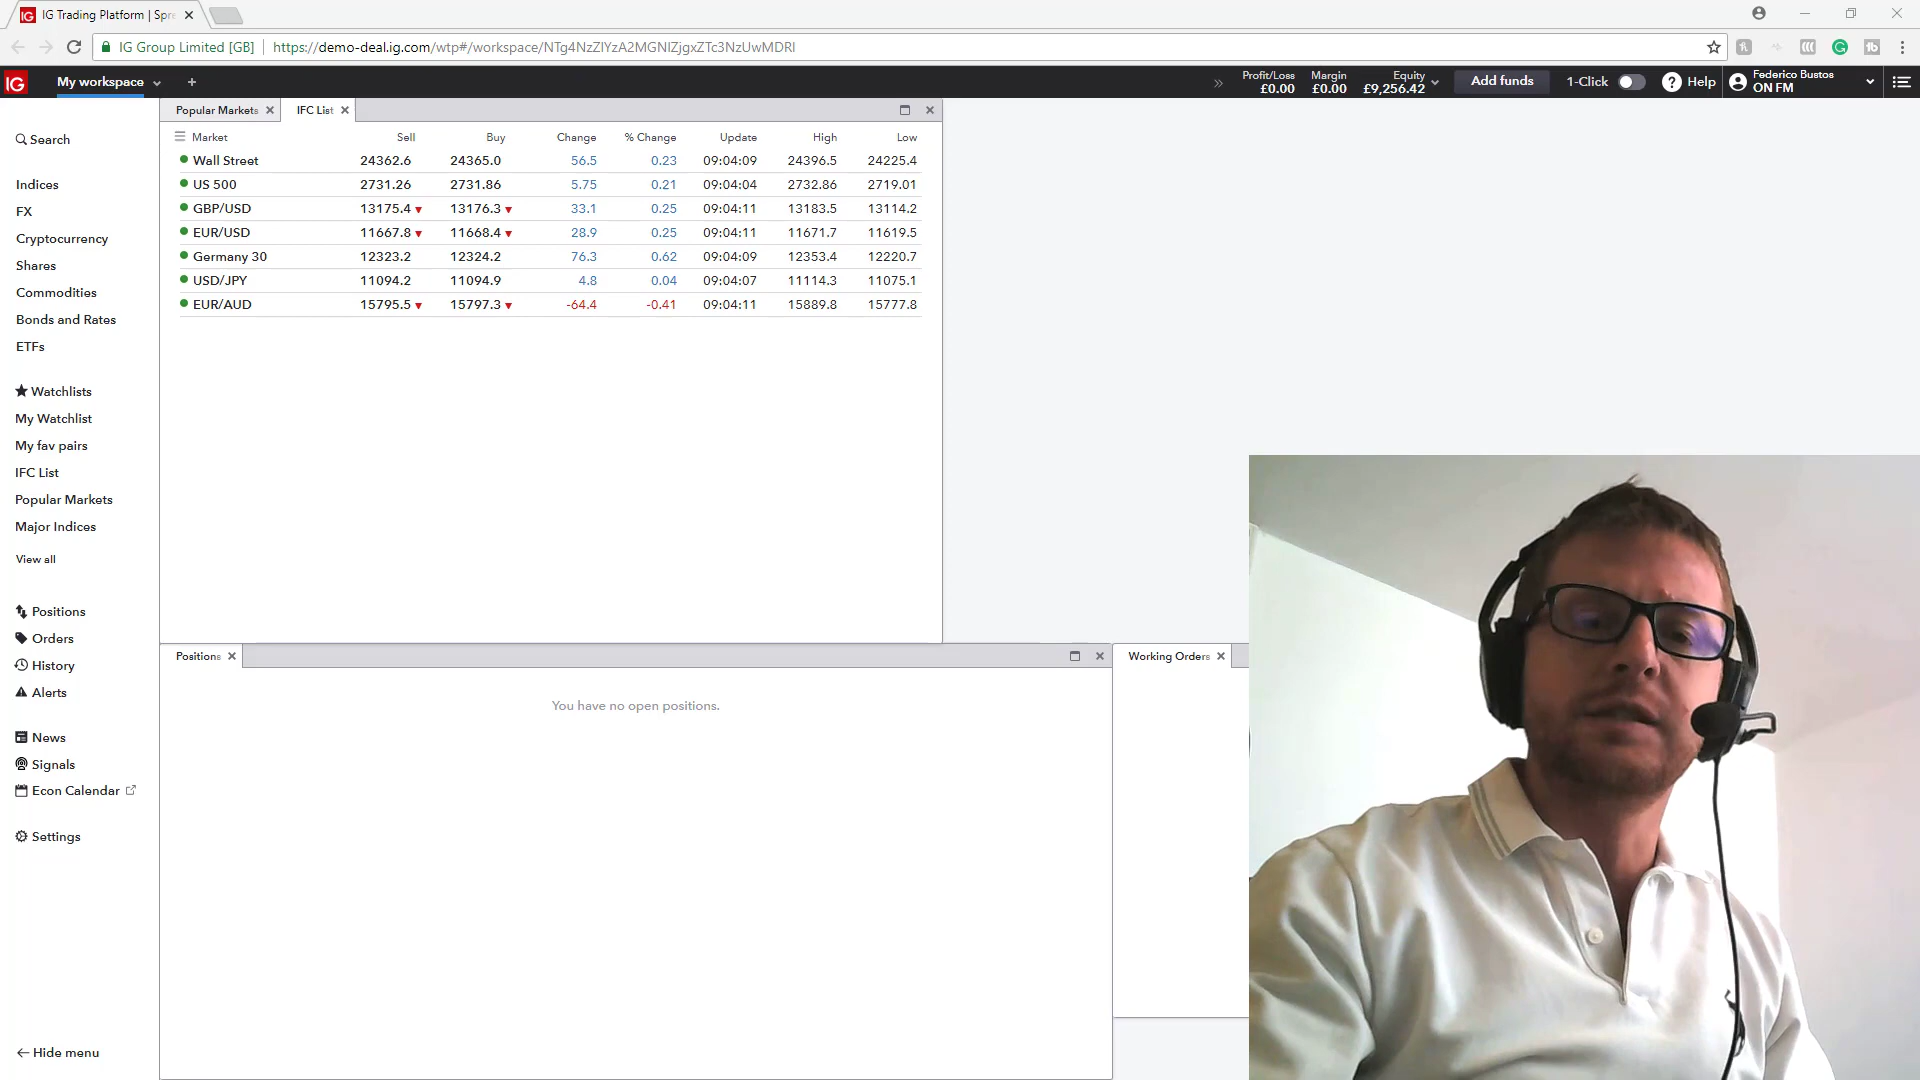 IG Trading Platform | Spre
IG Group Limited [GB] https://demo-deal.ig.com/wtp#/workspace/NTg4NzZlYzA2MGNlZjgxZTc3NzUwMDRl
IG My workspace + » Profit/Loss £0.00 Margin £0.00 Equity £9,256.42 Add funds 1-Click ? Help Federico Bustos ON FM
Popular Markets IFC List
Market Sell Buy Change % Change Update High Low
Wall Street 24362.6 24365.0 56.5 0.23 09:04:09 24396.5 24225.4
US 500 2731.26 2731.86 5.75 0.21 09:04:04 2732.86 2719.01
GBP/USD 13175.4 13176.3 33.1 0.25 09:04:11 13183.5 13114.2
EUR/USD 11667.8 11668.4 28.9 0.25 09:04:11 11671.7 11619.5
Germany 30 12323.2 12324.2 76.3 0.62 09:04:09 12353.4 12220.7
USD/JPY 11094.2 11094.9 4.8 0.04 09:04:07 11114.3 11075.1
EUR/AUD 15795.5 15797.3 -64.4 -0.41 09:04:11 15889.8 15777.8
Search
Indices
FX
Cryptocurrency
Shares
Commodities
Bonds and Rates
ETFs
Watchlists
My Watchlist
My fav pairs
IFC List
Popular Markets
Major Indices
View all
Positions
Orders
History
Alerts
News
Signals
Econ Calendar
Settings
Hide menu
Positions
You have no open positions.
Working Orders